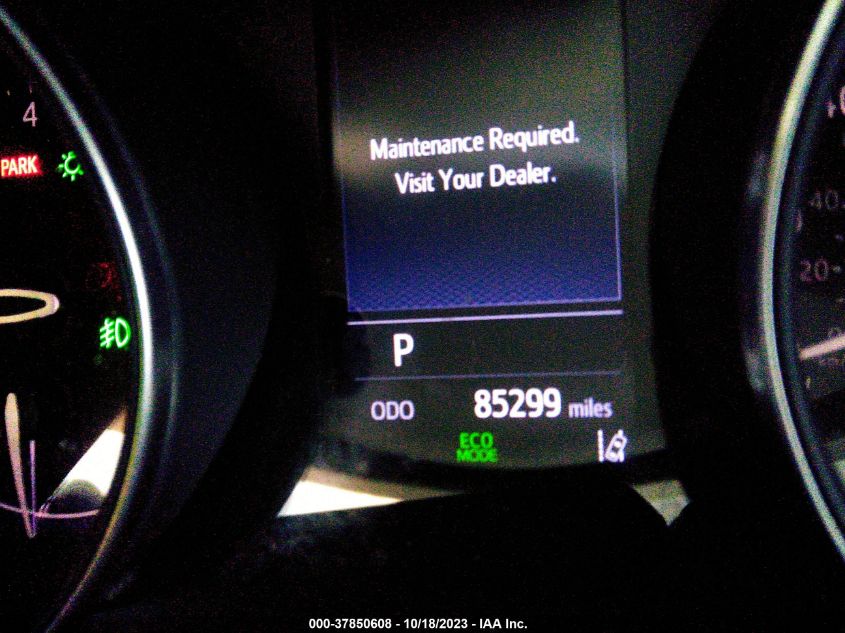 4
PARK
Maintenance Required.
Visit Your Dealer.
40
20
P
ODO 85299 miles
ECO
MODE
000-37850608 - 10/18/2023 - IAA Inc.